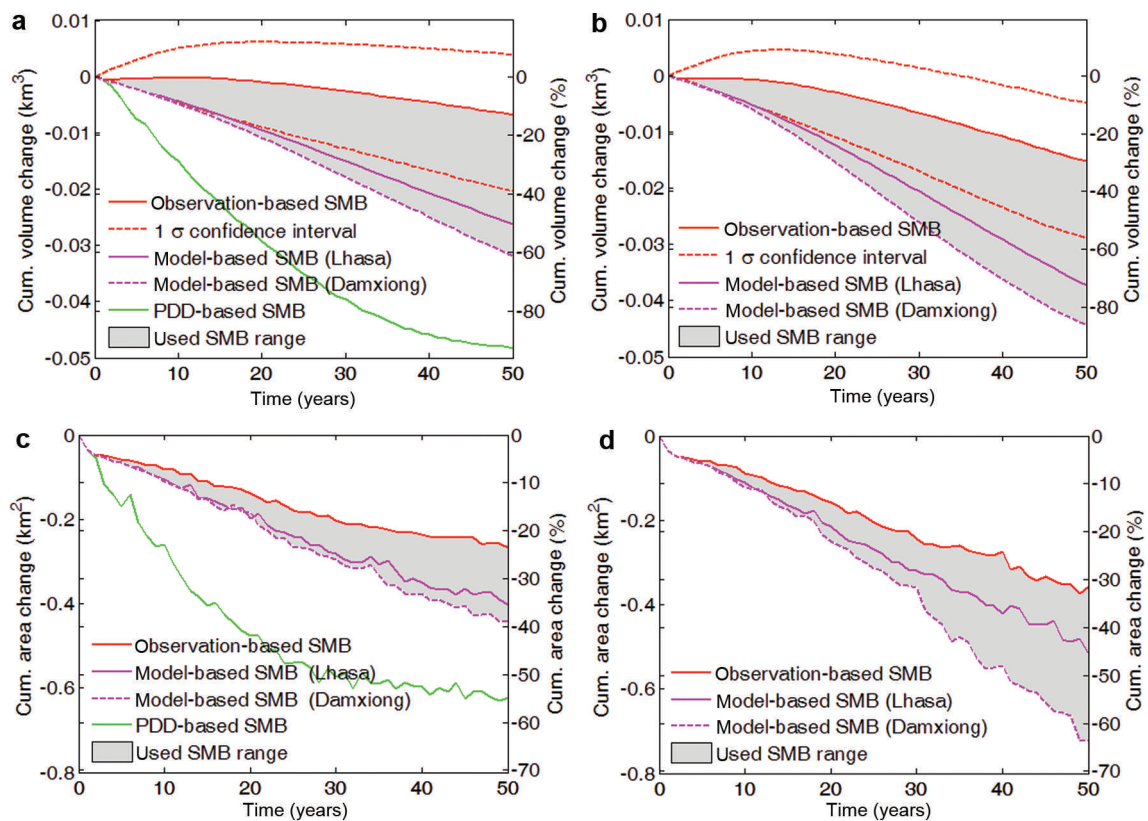 a
0.01
0
-0.01
-0.02
-0.03
-0.04
-0.05
Cum. volume change (km³)
0
-20
-40
-60
-80
Cum. volume change (%)
Observation-based SMB
1 σ confidence interval
Model-based SMB (Lhasa)
Model-based SMB (Damxiong)
PDD-based SMB
Used SMB range
0 10 20 30 40 50
Time (years)
b
0.01
0
-0.01
-0.02
-0.03
-0.04
-0.05
Cum. volume change (km³)
0
-20
-40
-60
-80
Cum. volume change (%)
Observation-based SMB
1 σ confidence interval
Model-based SMB (Lhasa)
Model-based SMB (Damxiong)
Used SMB range
0 10 20 30 40 50
Time (years)
c
0
-0.2
-0.4
-0.6
-0.8
Cum. area change (km²)
0
-10
-20
-30
-40
-50
-60
-70
Cum. area change (%)
Observation-based SMB
Model-based SMB (Lhasa)
Model-based SMB (Damxiong)
PDD-based SMB
Used SMB range
0 10 20 30 40 50
Time (years)
d
0
-0.2
-0.4
-0.6
-0.8
Cum. area change (km²)
0
-10
-20
-30
-40
-50
-60
-70
Cum. area change (%)
Observation-based SMB
Model-based SMB (Lhasa)
Model-based SMB (Damxiong)
Used SMB range
0 10 20 30 40 50
Time (years)